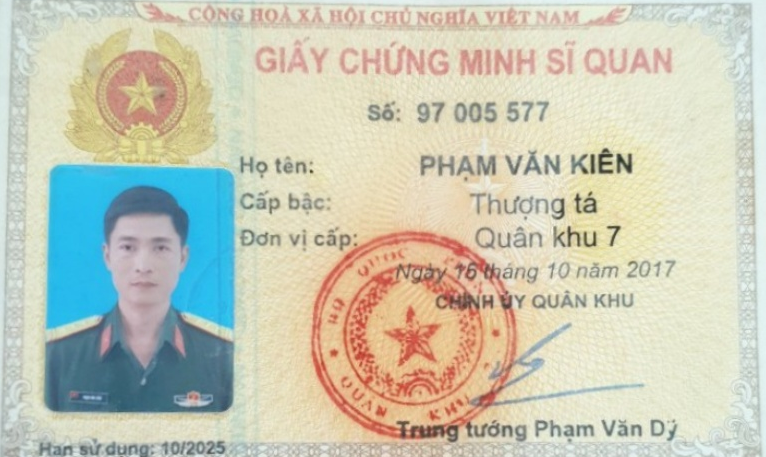 CỘNG HOÀ XÃ HỘI CHỦ NGHĨA VIỆT NAM
GIẤY CHỨNG MINH SĨ QUAN
Số: 97 005 577
Họ tên: PHẠM VĂN KIÊN
Cấp bậc: Thượng tá
Đơn vị cấp: Quân khu 7
Ngày 16 tháng 10 năm 2017
CHÍNH ỦY QUÂN KHU
BỘ QUỐC
QUÂN KHU
Trung tướng Phạm Văn Dỹ
Hạn sử dụng: 10/2025